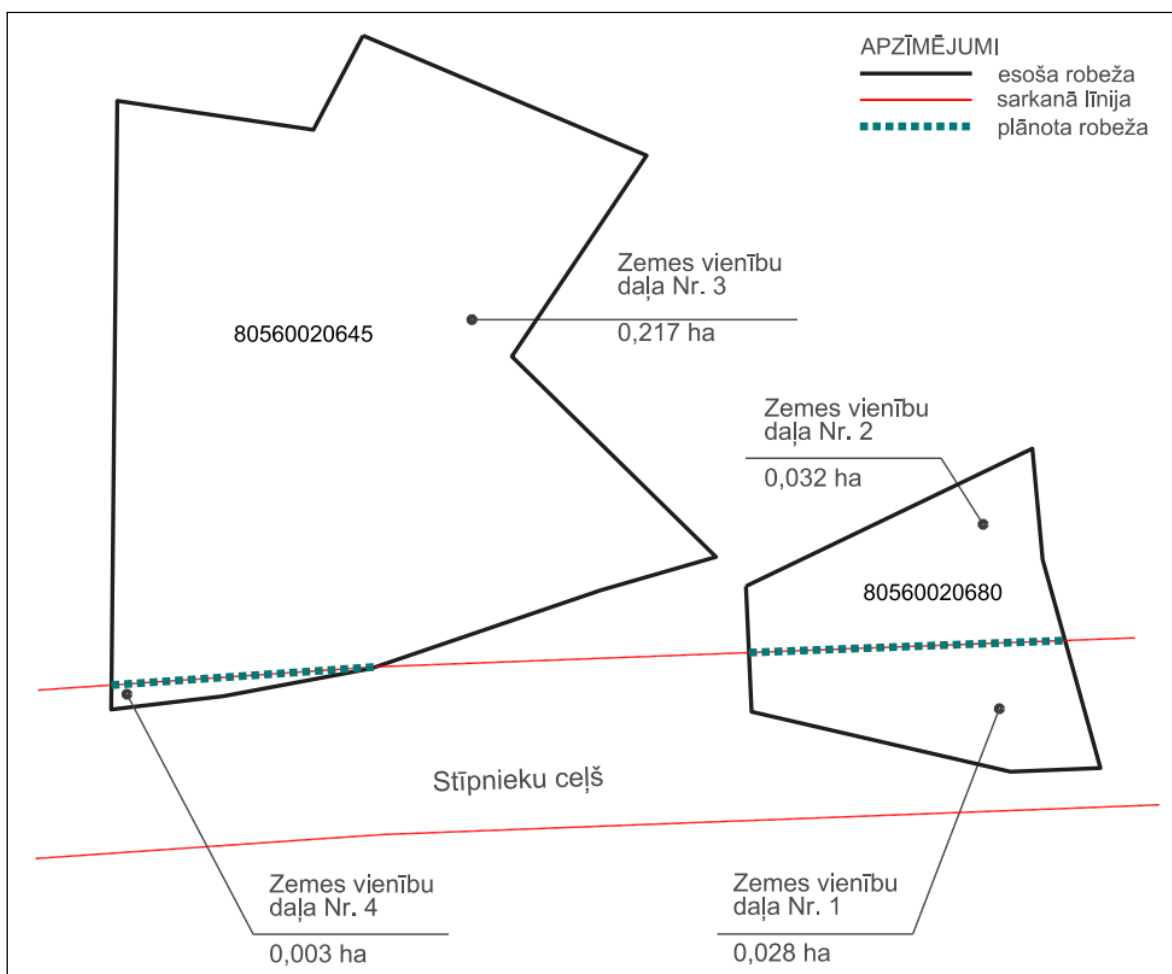 APZĪMĒJUMI
esoša robeža
sarkanā līnija
plānota robeža
Zemes vienību
daļa Nr. 3
0,217 ha
80560020645
Zemes vienību
daļa Nr. 2
0,032 ha
80560020680
Stīpnieku ceļš
Zemes vienību
daļa Nr. 4
0,003 ha
Zemes vienību
daļa Nr. 1
0,028 ha